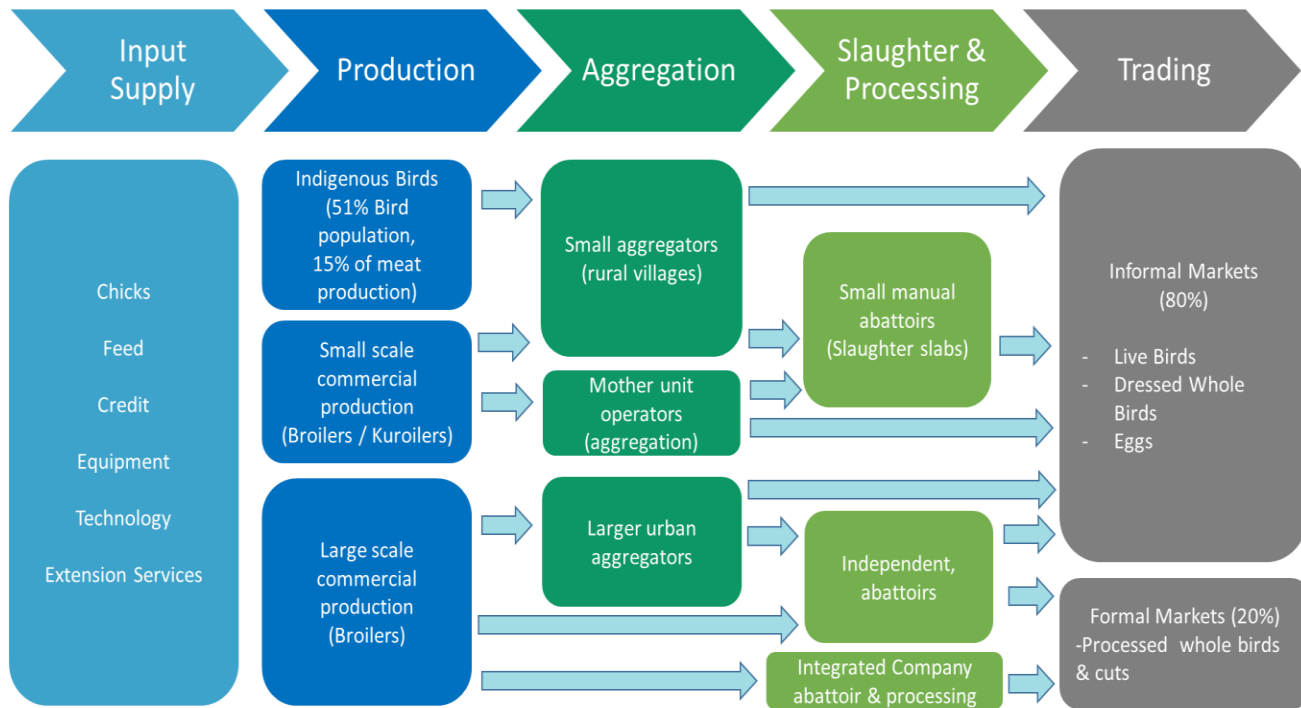 Input
Supply
Production
Aggregation
Slaughter &
Processing
Trading
Chicks
Feed
Credit
Equipment
Technology
Extension Services
Indigenous Birds
(51% Bird
population,
15% of meat
production)
Small scale
commercial
production
(Broilers / Kuroilers)
Large scale
commercial
production
(Broilers)
Small aggregators
(rural villages)
Mother unit
operators
(aggregation)
Larger urban
aggregators
Small manual
abattoirs
(Slaughter slabs)
Independent,
abattoirs
Integrated Company
abattoir & processing
Informal Markets
(80%)
- Live Birds
- Dressed Whole
Birds
- Eggs
Formal Markets (20%)
-Processed whole birds
& cuts